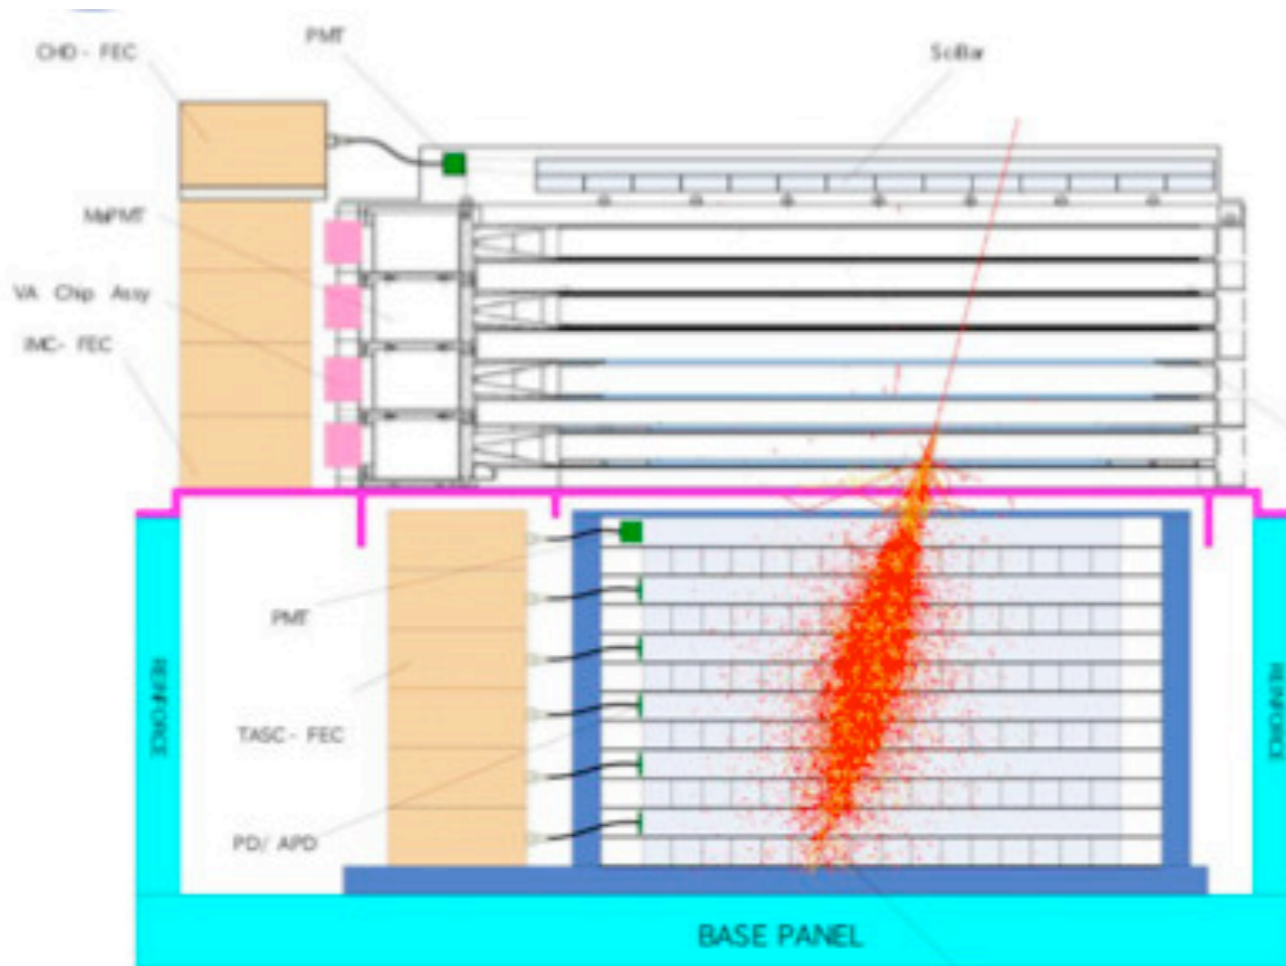 PMT
CHD - FEC
SciBar
MaPMT
VA Chip Assy
IMC - FEC
PMT
TASC - FEC
PD/ APD
REINFORCE
REINFORCE
BASE PANEL